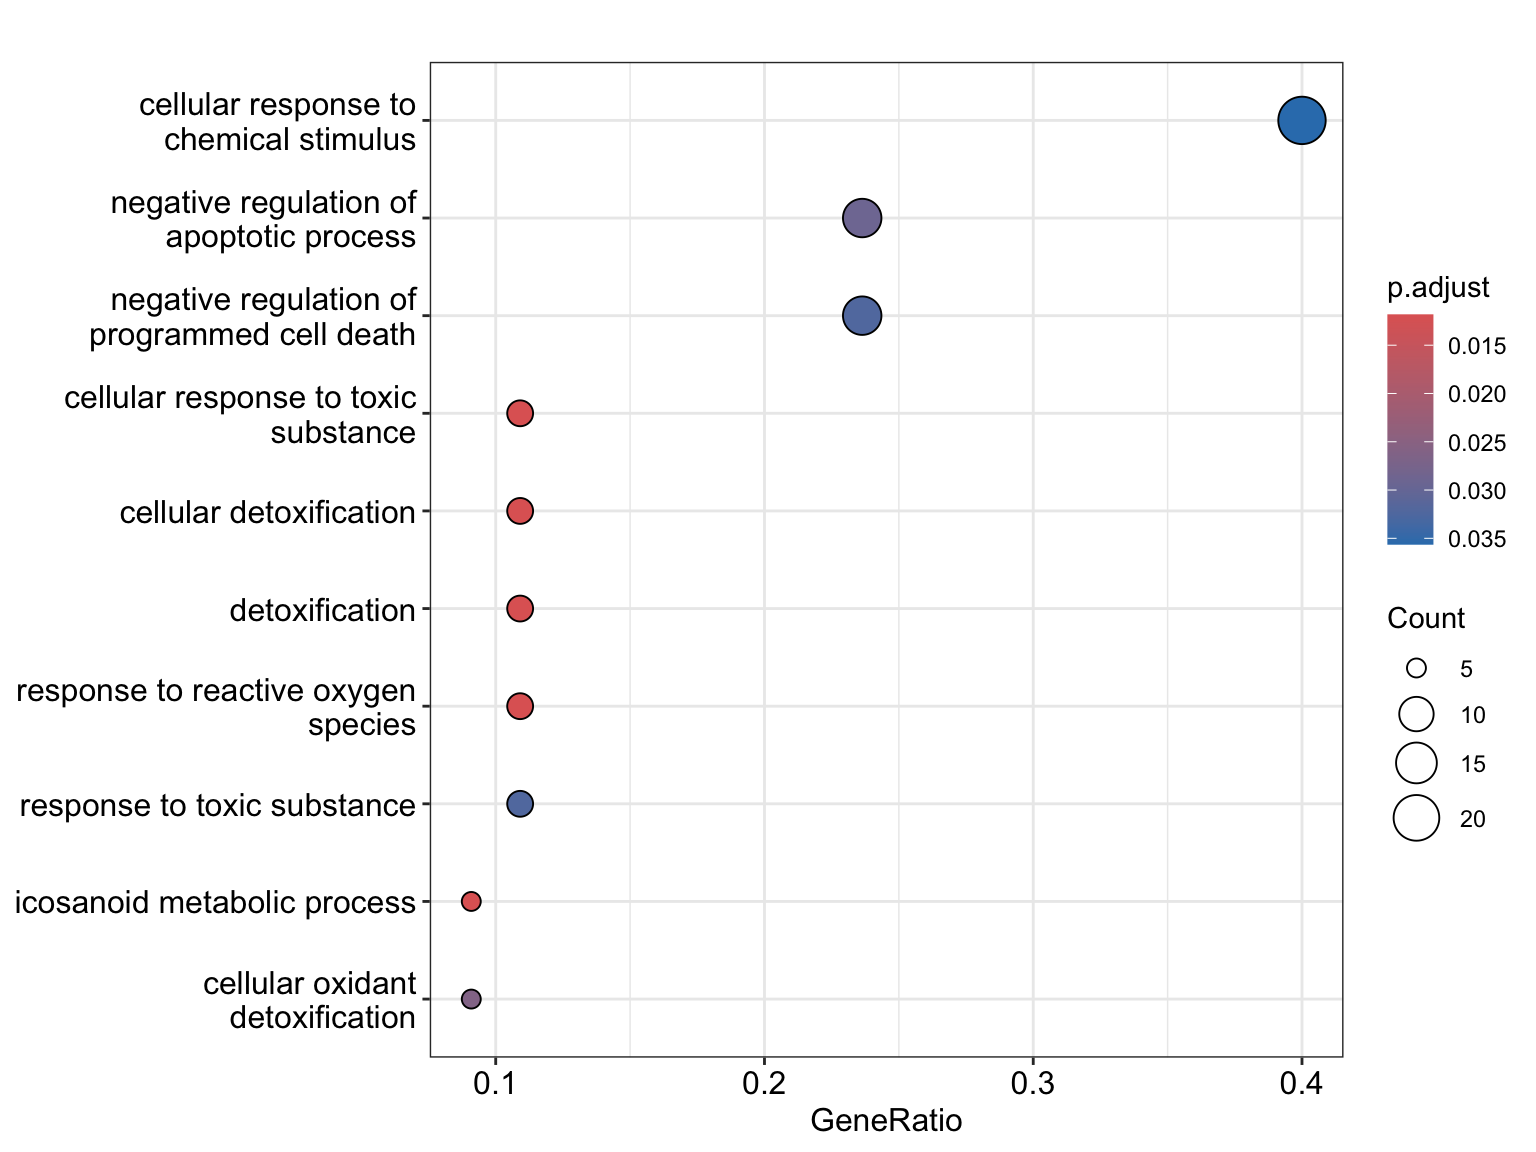 cellular response to
chemical stimulus
negative regulation of
apoptotic process
negative regulation of
programmed cell death
cellular response to toxic
substance
cellular detoxification
detoxification
response to reactive oxygen
species
response to toxic substance
icosanoid metabolic process
cellular oxidant
detoxification
0.1
0.2
0.3
0.4
GeneRatio
p.adjust
0.015
0.020
0.025
0.030
0.035
Count
5
10
15
20